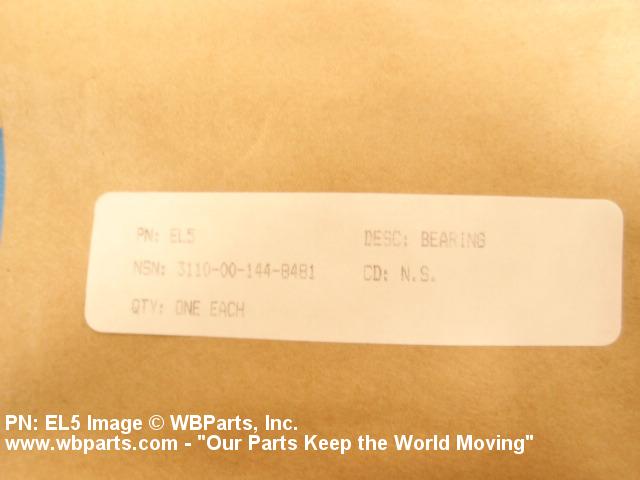 PN: EL5
DESC: BEARING
NSN: 3110-00-144-8481
CD: N.S.
QTY: ONE EACH
PN: EL5 Image © WBParts, Inc.
www.wbparts.com - "Our Parts Keep the World Moving"